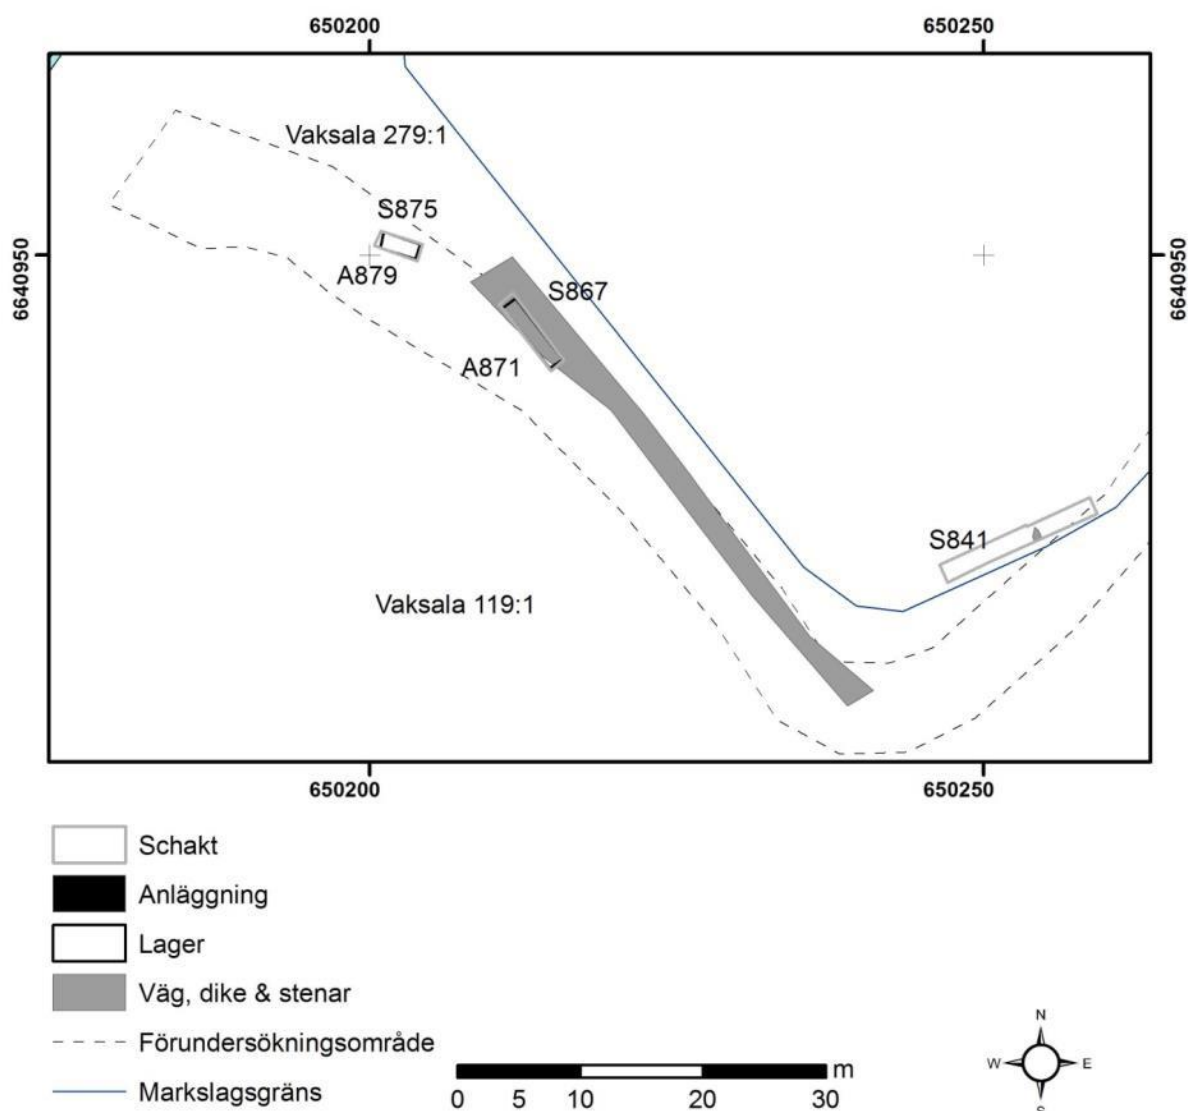 650200 650250
Vaksala 279:1
S875
6640950 6640950
A879
S867
A871
S841
Vaksala 119:1
650200 650250
Schakt
Anläggning
Lager
Väg, dike & stenar
Förundersökningsområde
Markslagsgräns
m
0 5 10 20 30
N
W E
S